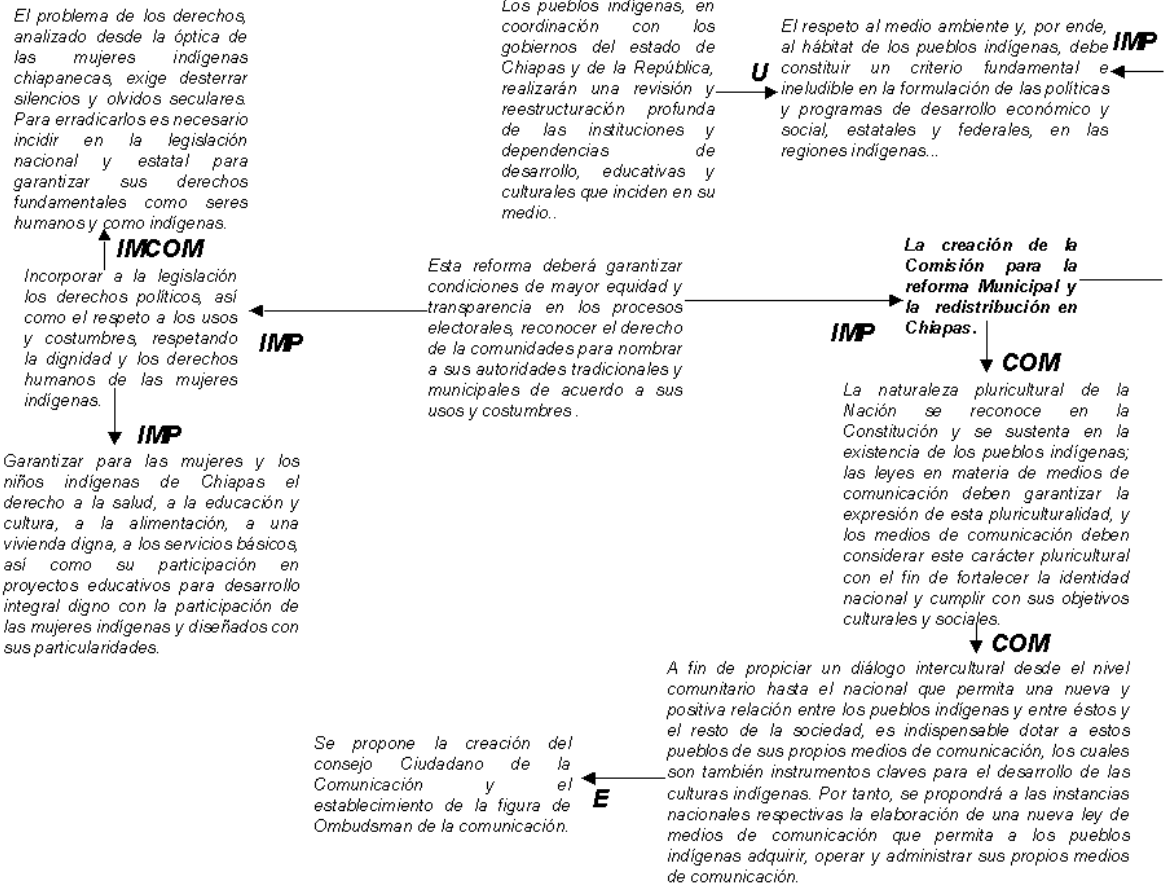 El problema de los derechos,
analizado desde la óptica de
las mujeres indígenas
chiapanecas, exige desterrar
silencios y olvidos seculares.
Para erradicarlos es necesario
incidir en la legislación
nacional y estatal para
garantizar sus derechos
fundamentales como seres
humanos y como indígenas.
Los pueblos indígenas, en
coordinación con los
gobiernos del estado de
Chiapas y de la República,
realizarán una revisión y
reestructuración profunda
de las instituciones y
dependencias de
desarrollo, educativas y
culturales que inciden en su
medio..
U
El respeto al medio ambiente y, por ende,
al hábitat de los pueblos indígenas, debe
constituir un criterio fundamental e
ineludible en la formulación de las políticas
y programas de desarrollo económico y
social, estatales y federales, en las
regiones indígenas...
IMP
IMCOM
Incorporar a la legislación
los derechos políticos, así
como el respeto a los usos
y costumbres, respetando
la dignidad y los derechos
humanos de las mujeres
indígenas.
IMP
Esta reforma deberá garantizar
condiciones de mayor equidad y
transparencia en los procesos
electorales, reconocer el derecho
de la comunidades para nombrar
a sus autoridades tradicionales y
municipales de acuerdo a sus
usos y costumbres .
IMP
La creación de la
Comisión para la
reforma Municipal y
la redistribución en
Chiapas.
COM
IMP
Garantizar para las mujeres y los
niños indígenas de Chiapas el
derecho a la salud, a la educación y
cultura, a la alimentación, a una
vivienda digna, a los servicios básicos,
así como su participación en
proyectos educativos para desarrollo
integral digno con la participación de
las mujeres indígenas y diseñados con
sus particularidades.
La naturaleza pluricultural de la
Nación se reconoce en la
Constitución y se sustenta en la
existencia de los pueblos indígenas;
las leyes en materia de medios de
comunicación deben garantizar la
expresión de esta pluriculturalidad, y
los medios de comunicación deben
considerar este carácter pluricultural
con el fin de fortalecer la identidad
nacional y cumplir con sus objetivos
culturales y sociales.
COM
A fin de propiciar un diálogo intercultural desde el nivel
comunitario hasta el nacional que permita una nueva y
positiva relación entre los pueblos indígenas y entre éstos y
el resto de la sociedad, es indispensable dotar a estos
pueblos de sus propios medios de comunicación, los cuales
son también instrumentos claves para el desarrollo de las
culturas indígenas. Por tanto, se propondrá a las instancias
nacionales respectivas la elaboración de una nueva ley de
medios de comunicación que permita a los pueblos
indígenas adquirir, operar y administrar sus propios medios
de comunicación.
E
Se propone la creación del
consejo Ciudadano de la
Comunicación y el
establecimiento de la figura de
Ombudsman de la comunicación.